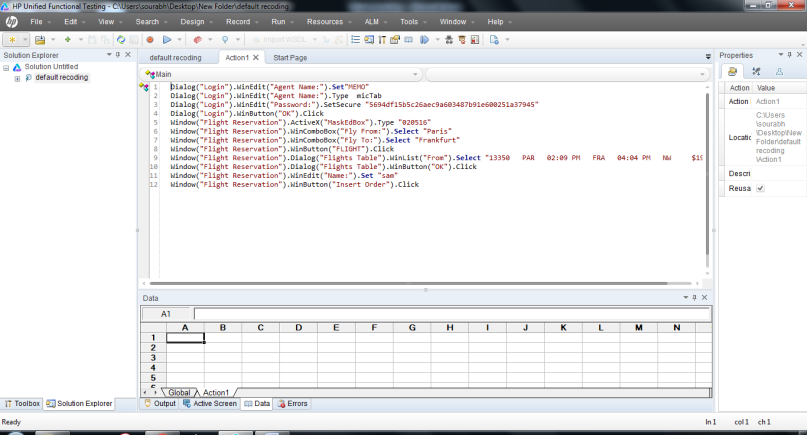 HP Unified Functional Testing - C:\Users\sourabh\Desktop\New Folder\default recoding
File Edit View Search Design Record Run Resources ALM Tools Window Help
Solution Explorer
Solution Untitled
default recoding
default recoding Action1 Start Page
Main
1 Dialog("Login").WinEdit("Agent Name:").Set"MEMO"
2 Dialog("Login").WinEdit("Agent Name:").Type micTab
3 Dialog("Login").WinEdit("Password:").SetSecure "5694df15b5c26aec9a603487b91e600251a37945"
4 Dialog("Login").WinButton("OK").Click
5 Window("Flight Reservation").ActiveX("MaskEdBox").Type "020516"
6 Window("Flight Reservation").WinComboBox("Fly From:").Select "Paris"
7 Window("Flight Reservation").WinComboBox("Fly To:").Select "Frankfurt"
8 Window("Flight Reservation").WinButton("FLIGHT").Click
9 Window("Flight Reservation").Dialog("Flights Table").WinList("From").Select "13350 PAR 02:09 PM FRA 04:04 PM NW
10 Window("Flight Reservation").Dialog("Flights Table").WinButton("OK").Click
11 Window("Flight Reservation").WinEdit("Name:").Set "sam"
12 Window("Flight Reservation").WinButton("Insert Order").Click
Properties
Action Value
Action Action1
Locatio C:\Users
\sourabh
\Desktop\New
Folder\default
recoding
\Action1
Descri
Reusa
Data
A1
A B C D E F G H I J K L M N
1
2
3
4
5
6
Global Action1
Toolbox Solution Explorer Output Active Screen Data Errors
Ready ln 1 col 1 ch 1